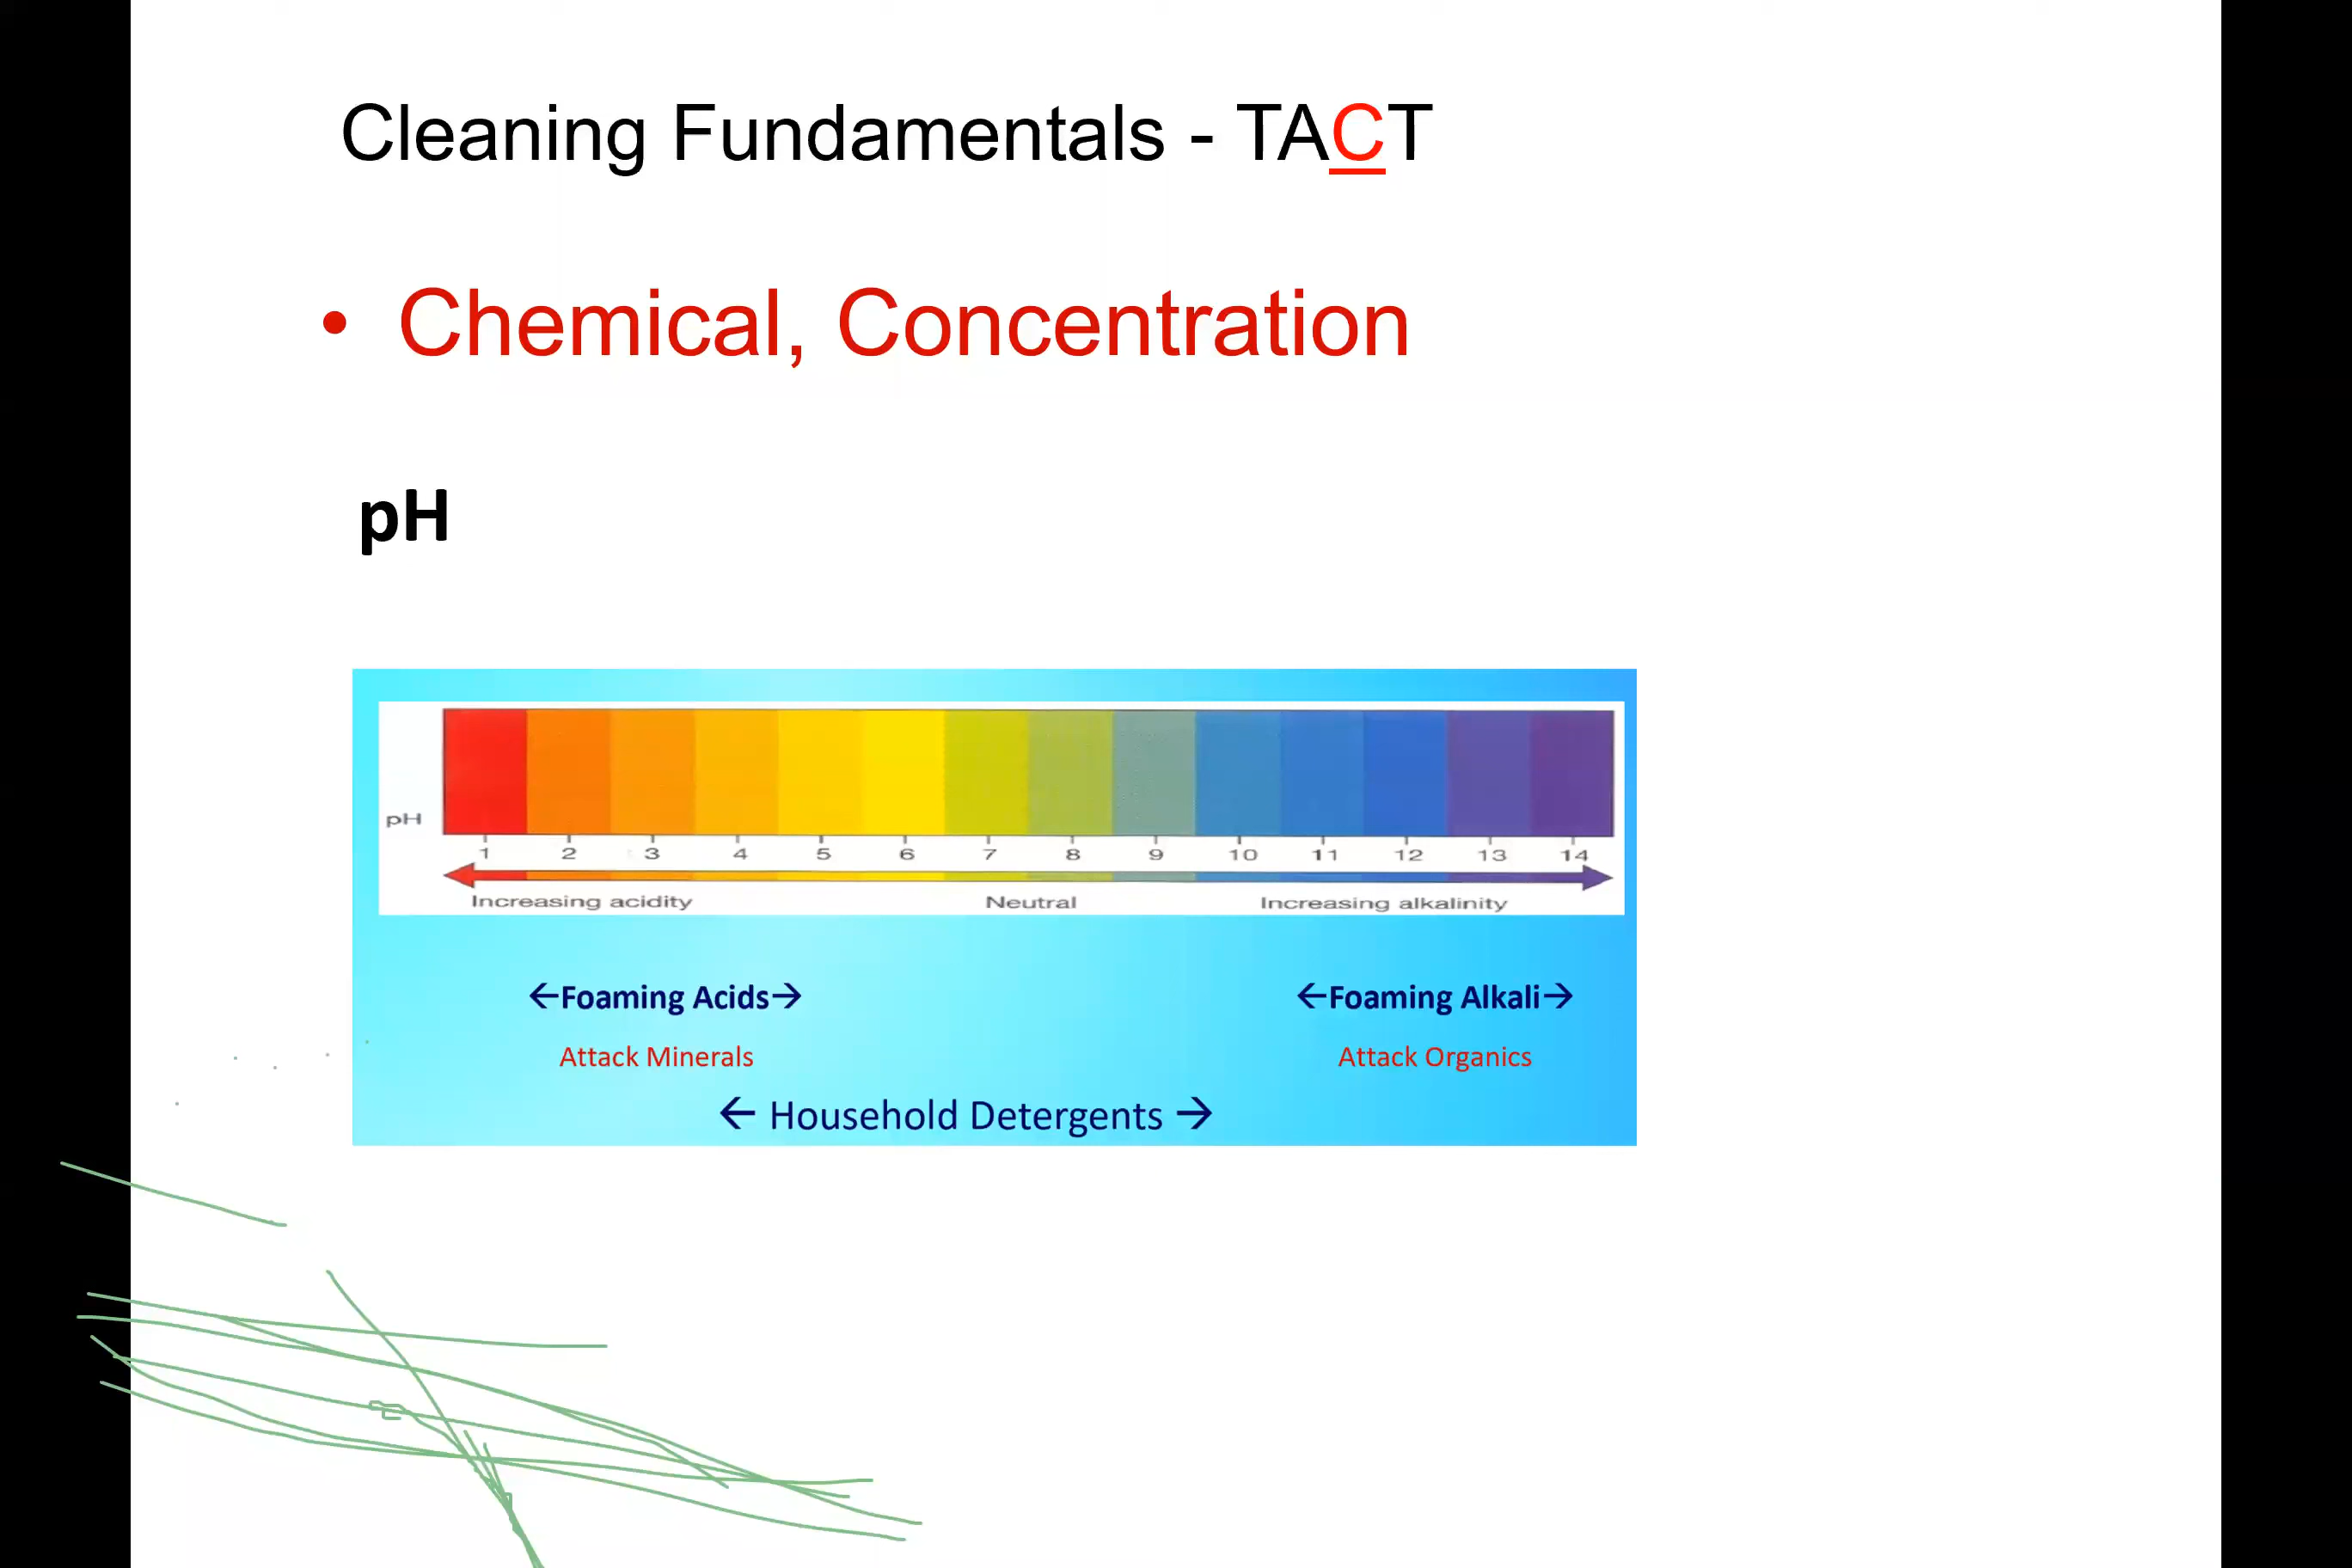 Cleaning Fundamentals - TACT
• Chemical, Concentration
pH
pH
1 2 3 4 5 6 7 8 9 10 11 12 13 14
Increasing acidity Neutral Increasing alkalinity
←Foaming Acids→ ←Foaming Alkali→
Attack Minerals Attack Organics
← Household Detergents →